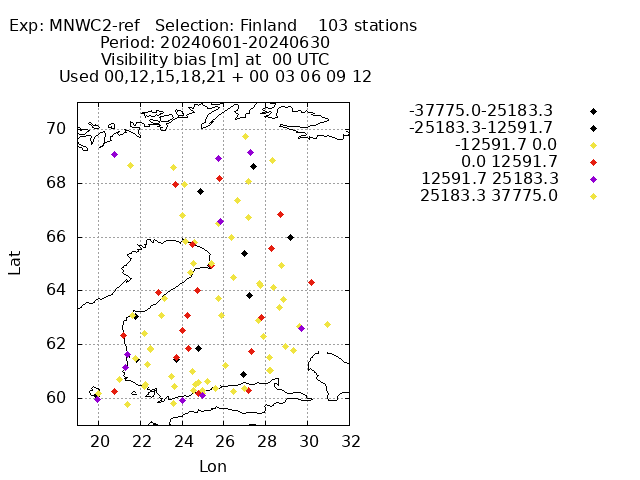 Exp: MNWC2-ref   Selection: Finland    103 stations
Period: 20240601-20240630
Visibility bias [m] at  00 UTC
Used 00,12,15,18,21 + 00 03 06 09 12
-37775.0-25183.3
-25183.3-12591.7
-12591.7 0.0
0.0 12591.7
12591.7 25183.3
25183.3 37775.0
70
68
66
64
62
60
Lat
20 22 24 26 28 30 32
Lon